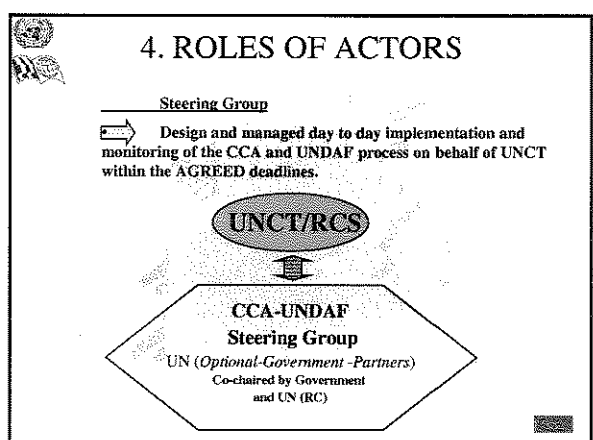 4. ROLES OF ACTORS
Steering Group
Design and managed day to day implementation and
monitoring of the CCA and UNDAF process on behalf of UNCT
within the AGREED deadlines.
UNCT/RCS
CCA-UNDAF
Steering Group
UN (Optional-Government -Partners)
Co-chaired by Government
and UN (RC)